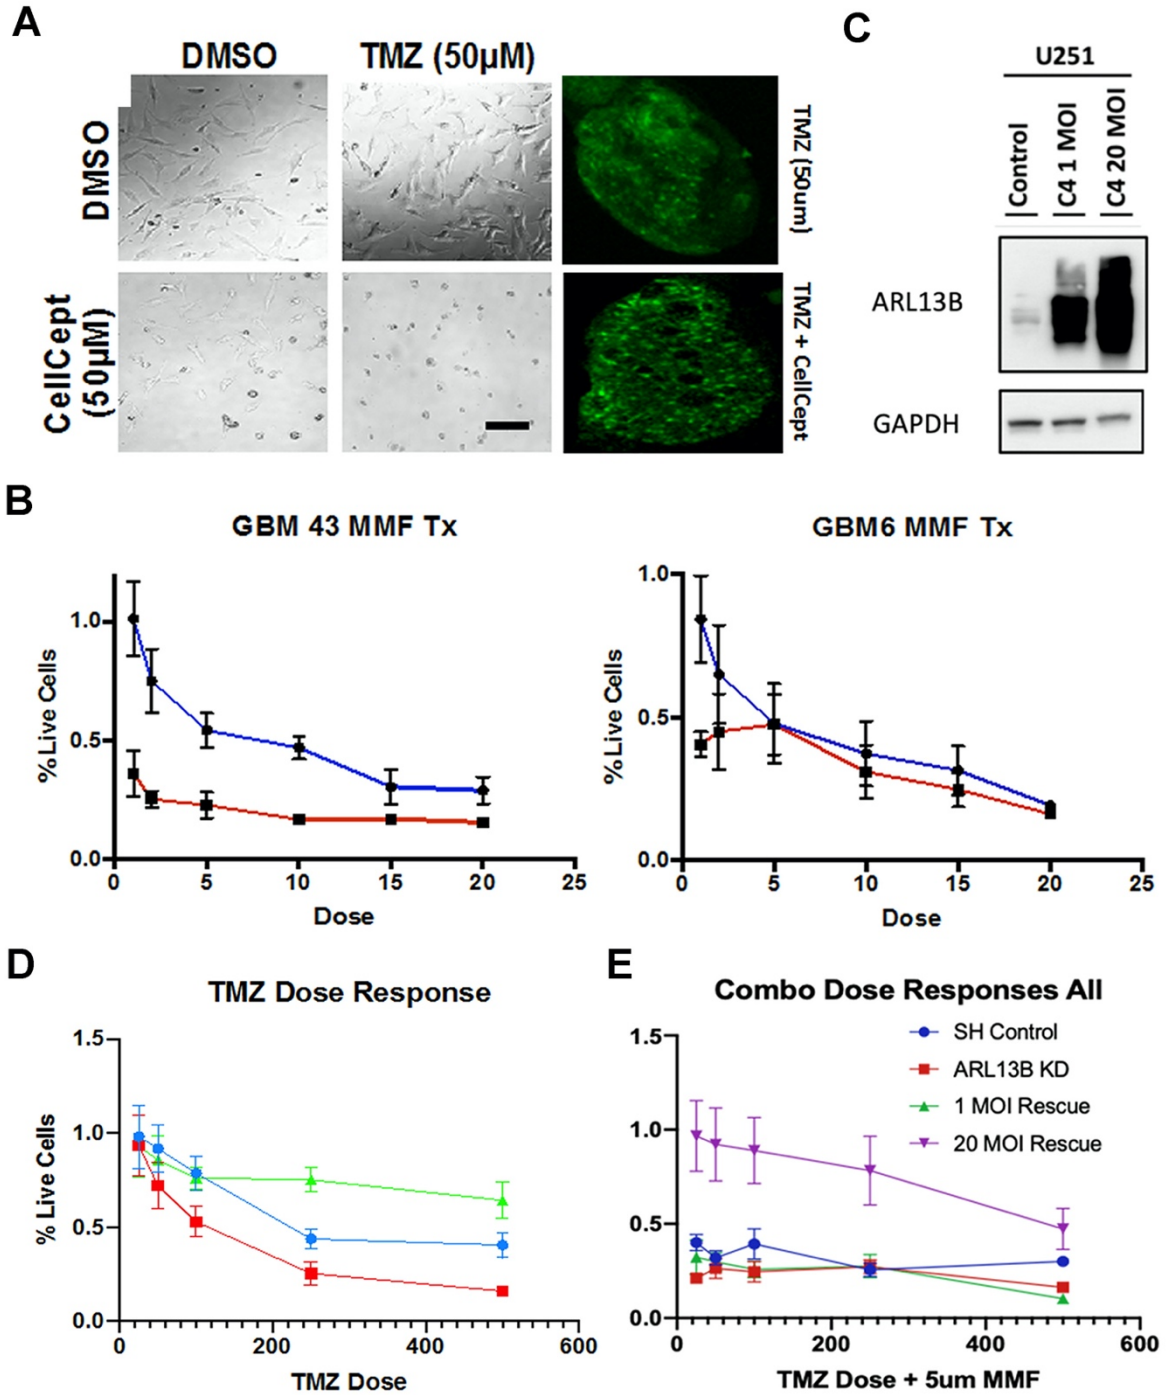 A
DMSO
TMZ (50µM)
DMSO
CellCept
(50µM)
TMZ (50um)
TMZ + CellCept
C
U251
Control
C4 1 MOI
C4 20 MOI
ARL13B
GAPDH
B
GBM 43 MMF Tx
%Live Cells
1.0
0.5
0.0
0 5 10 15 20 25
Dose
GBM6 MMF Tx
%Live Cells
1.0
0.5
0.0
0 5 10 15 20 25
Dose
D
TMZ Dose Response
% Live Cells
1.5
1.0
0.5
0.0
0 200 400 600
TMZ Dose
E
Combo Dose Responses All
SH Control
ARL13B KD
1 MOI Rescue
20 MOI Rescue
1.5
1.0
0.5
0.0
0 200 400 600
TMZ Dose + 5um MMF